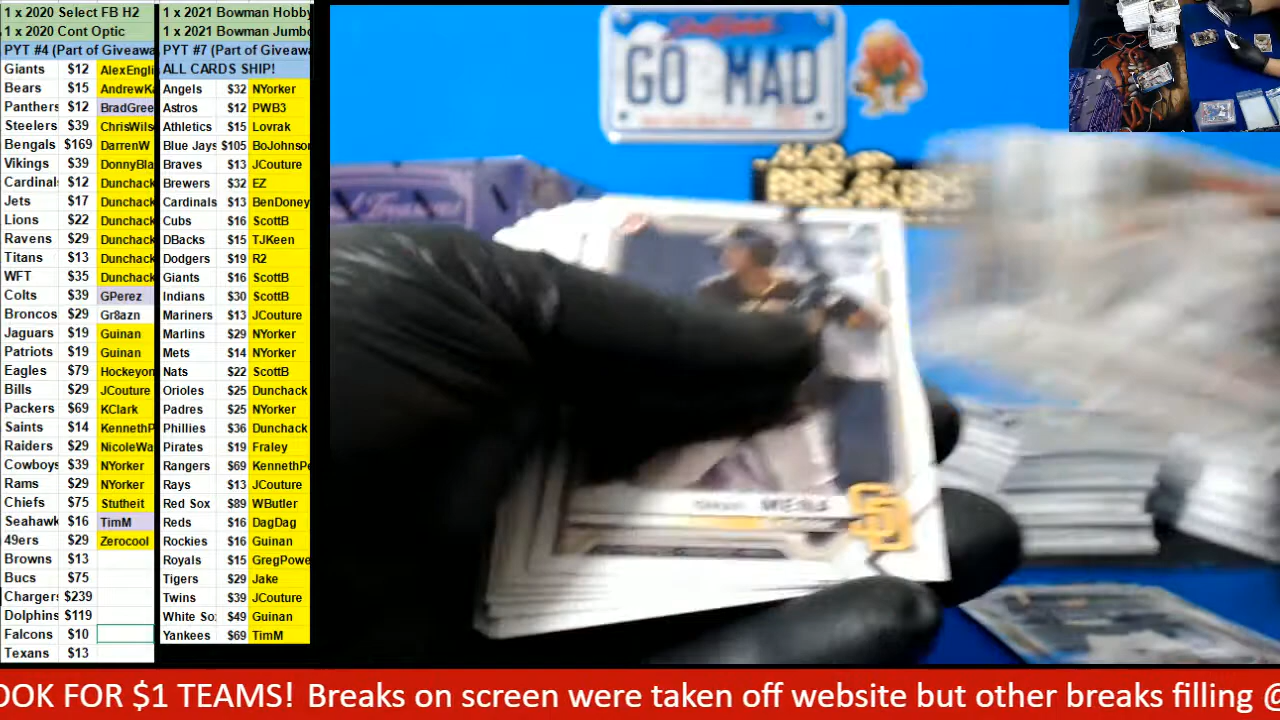 1 x 2020 Select FB H2
1 x 2020 Cont Optic
PYT #4 (Part of Giveawa
Giants $12 AlexEngli
Bears $15 AndrewKa
Panthers $12 BradGree
Steelers $39 ChrisWils
Bengals $169 DarrenW
Vikings $39 DonnyBla
Cardinal $12 Dunchack
Jets $17 Dunchack
Lions $22 Dunchack
Ravens $29 Dunchack
Titans $13 Dunchack
WFT $35 Dunchack
Colts $39 GPerez
Broncos $29 Gr8azn
Jaguars $19 Guinan
Patriots $19 Guinan
Eagles $79 Hockeyon
Bills $29 JCouture
Packers $69 KClark
Saints $14 KennethP
Raiders $29 NicoleWa
Cowboys $39 NYorker
Rams $29 NYorker
Chiefs $75 Stutheit
Seahawk $16 TimM
49ers $29 Zerocool
Browns $13
Bucs $75
Charger $239
Dolphins $119
Falcons $10
Texans $13
1 x 2021 Bowman Hobby
1 x 2021 Bowman Jumbo
PYT #7 (Part of Giveawa
ALL CARDS SHIP!
Angels $32 NYorker
Astros $12 PWB3
Athletics $15 Lovrak
Blue Jays $105 BoJohnson
Braves $13 JCouture
Brewers $32 EZ
Cardinals $13 BenDoney
Cubs $16 ScottB
DBacks $15 TJKeen
Dodgers $19 R2
Giants $16 ScottB
Indians $30 ScottB
Mariners $13 JCouture
Marlins $29 NYorker
Mets $14 NYorker
Nats $22 ScottB
Orioles $25 Dunchack
Padres $25 NYorker
Phillies $36 Dunchack
Pirates $19 Fraley
Rangers $69 KennethPe
Rays $13 JCouture
Red Sox $89 WButler
Reds $16 DagDag
Rockies $16 Guinan
Royals $15 GregPowe
Tigers $29 Jake
Twins $39 JCouture
White So $49 Guinan
Yankees $69 TimM
GO MAD
MAD
BREAKERS
MENA
SD
OOK FOR $1 TEAMS! Breaks on screen were taken off website but other breaks filling @